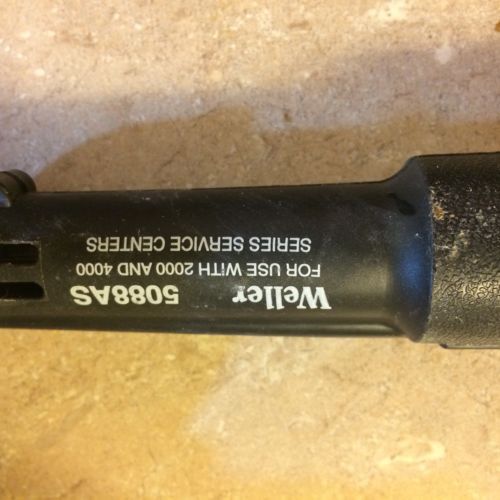 Weller 5088AS
FOR USE WITH 2000 AND 4000
SERIES SERVICE CENTERS